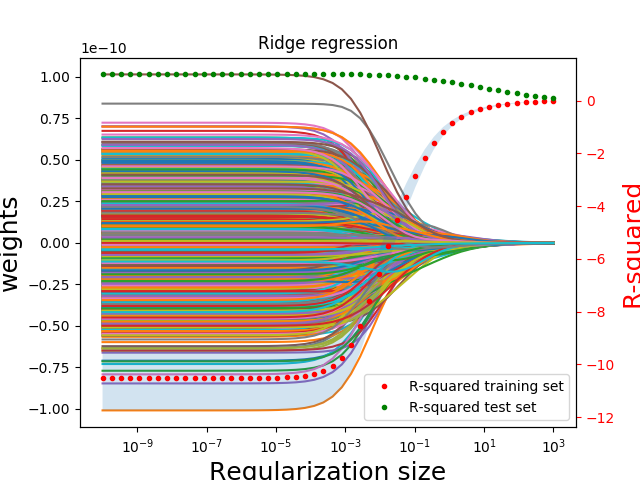 Ridge regression
1e−10
1.00
0.75
0.50
0.25
0.00
−0.25
−0.50
−0.75
−1.00
weights
0
−2
−4
−6
−8
−10
−12
R-squared
R-squared training set
R-squared test set
10⁻⁹ 10⁻⁷ 10⁻⁵ 10⁻³ 10⁻¹ 10¹ 10³
Regularization size